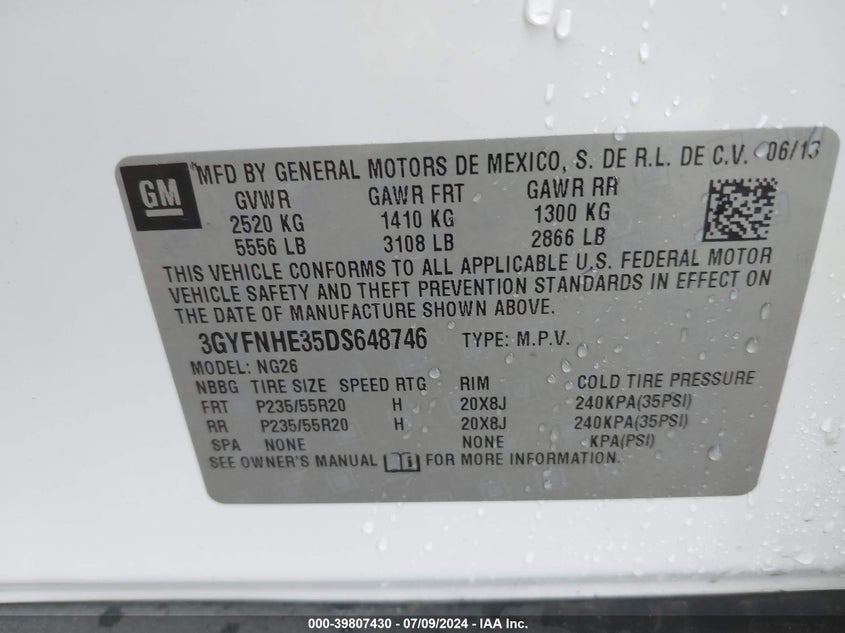 GM
MFD BY GENERAL MOTORS DE MEXICO, S. DE R.L. DE C.V. 06/13
GVWR GAWR FRT GAWR RR
2520 KG 1410 KG 1300 KG
5556 LB 3108 LB 2866 LB
THIS VEHICLE CONFORMS TO ALL APPLICABLE U.S. FEDERAL MOTOR
VEHICLE SAFETY AND THEFT PREVENTION STANDARDS IN EFFECT ON
THE DATE OF MANUFACTURE SHOWN ABOVE.
3GYFNHE35DS648746 TYPE: M.P.V.
MODEL: NG26
NBBG TIRE SIZE SPEED RTG RIM COLD TIRE PRESSURE
FRT P235/55R20 H 20X8J 240KPA(35PSI)
RR P235/55R20 H 20X8J 240KPA(35PSI)
SPA NONE NONE KPA(PSI)
SEE OWNER'S MANUAL FOR MORE INFORMATION.
000-39807430 - 07/09/2024 - IAA Inc.